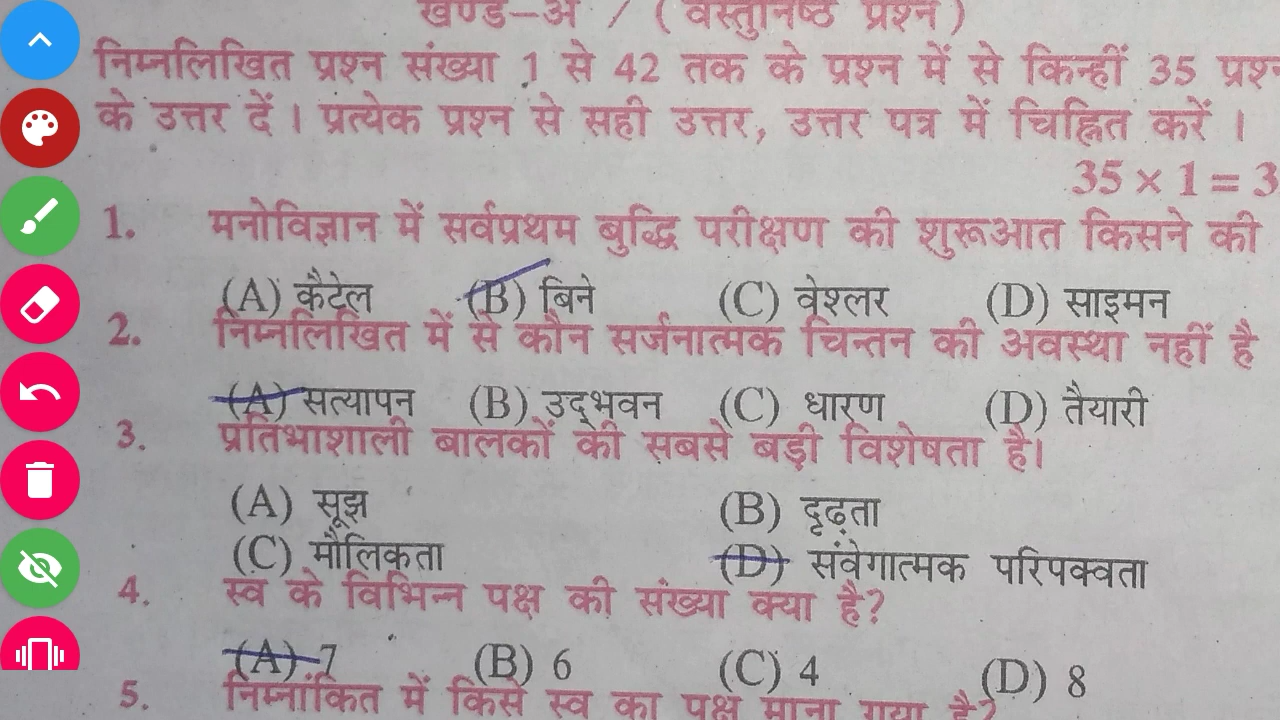 खण्ड–अ / ( वस्तुनिष्ठ प्रश्न )
निम्नलिखित प्रश्न संख्या 1 से 42 तक के प्रश्न में से किन्हीं 35
के उत्तर दें । प्रत्येक प्रश्न से सही उत्तर, उत्तर पत्र में चिह्नित करें ।
35 × 1 = 3
1. मनोविज्ञान में सर्वप्रथम बुद्धि परीक्षण की शुरूआत किसने की
(A) कैटेल (B) बिने (C) वेश्लर (D) साइमन
2. निम्नलिखित में से कौन सर्जनात्मक चिन्तन की अवस्था नहीं है
(A) सत्यापन (B) उद्भवन (C) धारण (D) तैयारी
3. प्रतिभाशाली बालकों की सबसे बड़ी विशेषता है।
(A) सूझ (B) दृढ़ता
(C) मौलिकता (D) संवेगात्मक परिपक्वता
4. स्व के विभिन्न पक्ष की संख्या क्या है?
(A) 7 (B) 6 (C) 4 (D) 8
5. निम्नांकित में किसे स्व का पक्ष माना गया है?